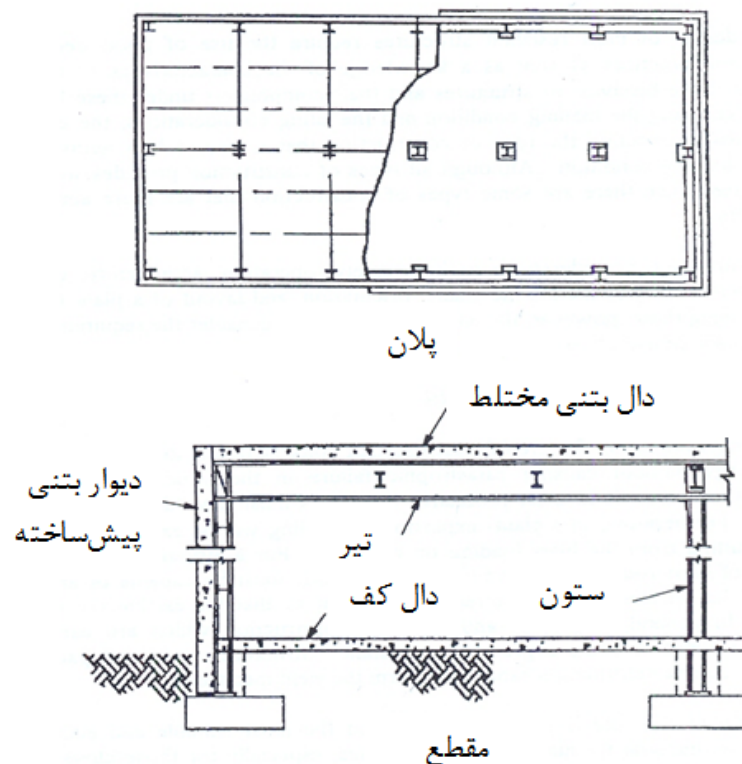 پلان
دال بتنی مختلط
دیوار بتنی
پیش‌ساخته
تیر
دال کف
ستون
مقطع